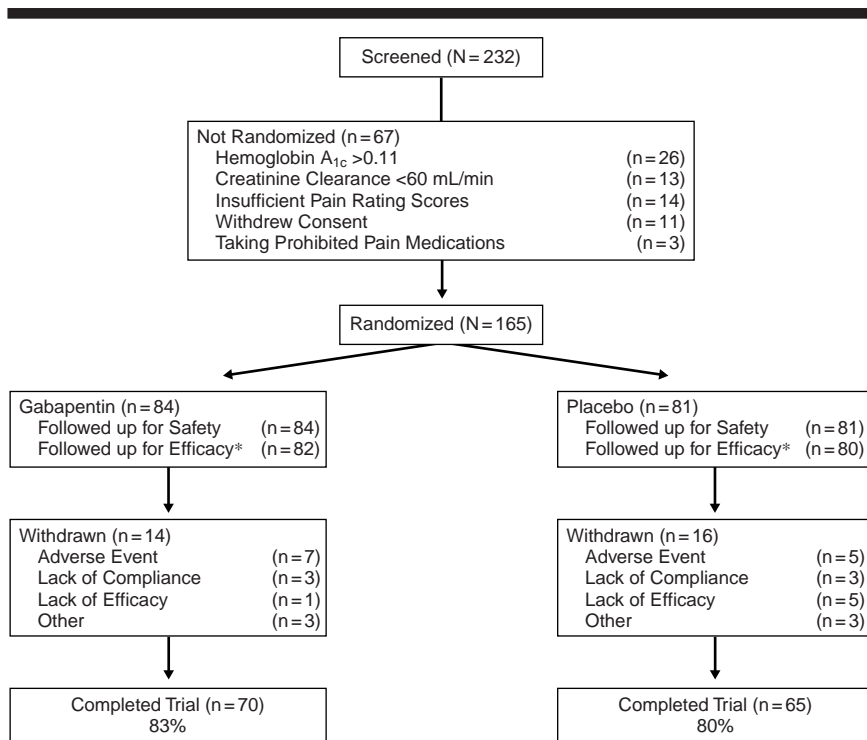 Screened (N=232)
Not Randomized (n=67)
Hemoglobin A1c >0.11 (n=26)
Creatinine Clearance <60 mL/min (n=13)
Insufficient Pain Rating Scores (n=14)
Withdrew Consent (n=11)
Taking Prohibited Pain Medications (n=3)
Randomized (N=165)
Gabapentin (n=84)
Followed up for Safety (n=84)
Followed up for Efficacy* (n=82)
Placebo (n=81)
Followed up for Safety (n=81)
Followed up for Efficacy* (n=80)
Withdrawn (n=14)
Adverse Event (n=7)
Lack of Compliance (n=3)
Lack of Efficacy (n=1)
Other (n=3)
Withdrawn (n=16)
Adverse Event (n=5)
Lack of Compliance (n=3)
Lack of Efficacy (n=5)
Other (n=3)
Completed Trial (n=70)
83%
Completed Trial (n=65)
80%